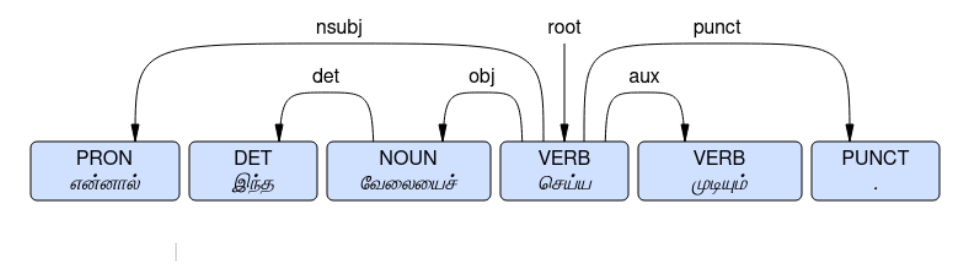 nsubj root punct
det obj aux
PRON DET NOUN VERB VERB PUNCT
என்னால் இந்த வேலையைச் செய்ய முடியும் .